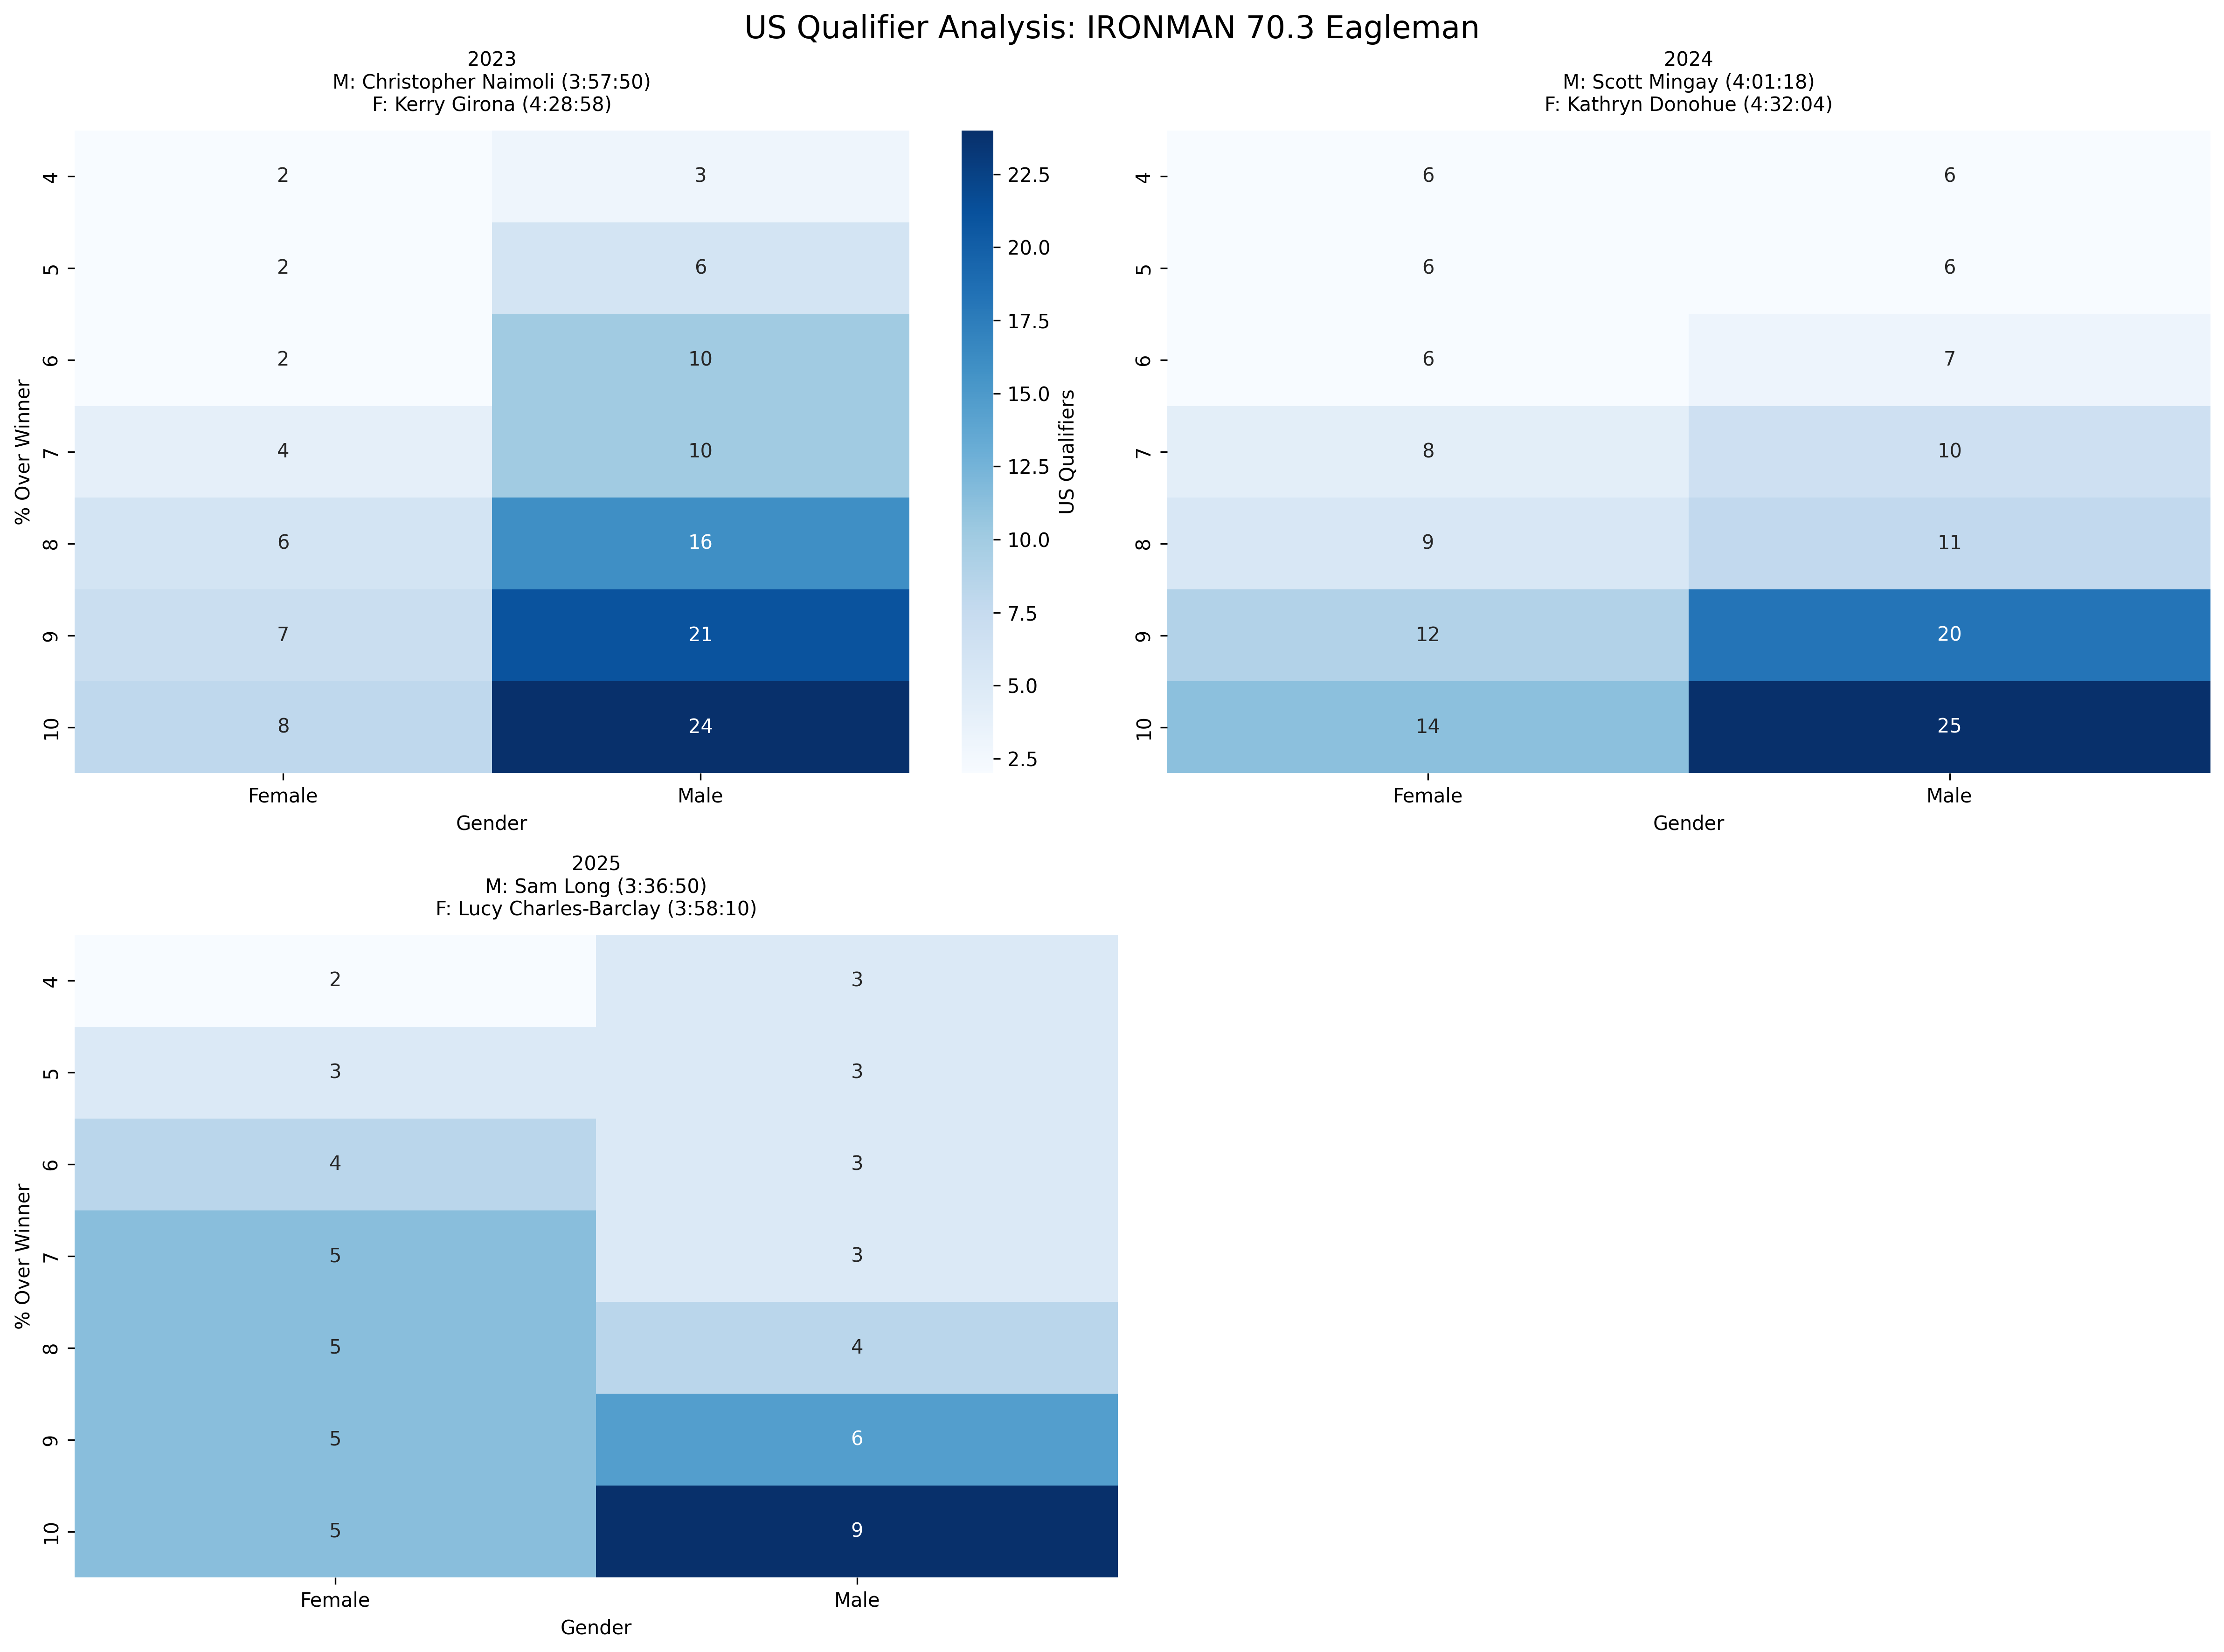 US Qualifier Analysis: IRONMAN 70.3 Eagleman
2023
M: Christopher Naimoli (3:57:50)
F: Kerry Girona (4:28:58)
% Over Winner
4 2 3
5 2 6
6 2 10
7 4 10
8 6 16
9 7 21
10 8 24
Female Male
Gender
22.5
20.0
17.5
15.0
12.5
10.0
7.5
5.0
2.5
US Qualifiers
2024
M: Scott Mingay (4:01:18)
F: Kathryn Donohue (4:32:04)
4 6 6
5 6 6
6 6 7
7 8 10
8 9 11
9 12 20
10 14 25
Female Male
Gender
2025
M: Sam Long (3:36:50)
F: Lucy Charles-Barclay (3:58:10)
% Over Winner
4 2 3
5 3 3
6 4 3
7 5 3
8 5 4
9 5 6
10 5 9
Female Male
Gender